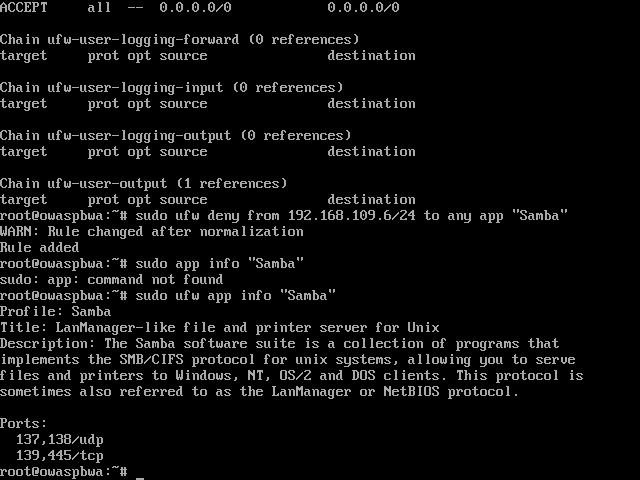 ACCEPT     all  --  0.0.0.0/0            0.0.0.0/0

Chain ufw-user-logging-forward (0 references)
target     prot opt source               destination

Chain ufw-user-logging-input (0 references)
target     prot opt source               destination

Chain ufw-user-logging-output (0 references)
target     prot opt source               destination

Chain ufw-user-output (1 references)
target     prot opt source               destination
root@owaspbwa:~# sudo ufw deny from 192.168.109.6/24 to any app "Samba"
WARN: Rule changed after normalization
Rule added
root@owaspbwa:~# sudo app info "Samba"
sudo: app: command not found
root@owaspbwa:~# sudo ufw app info "Samba"
Profile: Samba
Title: LanManager-like file and printer server for Unix
Description: The Samba software suite is a collection of programs that
implements the SMB/CIFS protocol for unix systems, allowing you to serve
files and printers to Windows, NT, OS/2 and DOS clients. This protocol is
sometimes also referred to as the LanManager or NetBIOS protocol.

Ports:
  137,138/udp
  139,445/tcp
root@owaspbwa:~# _